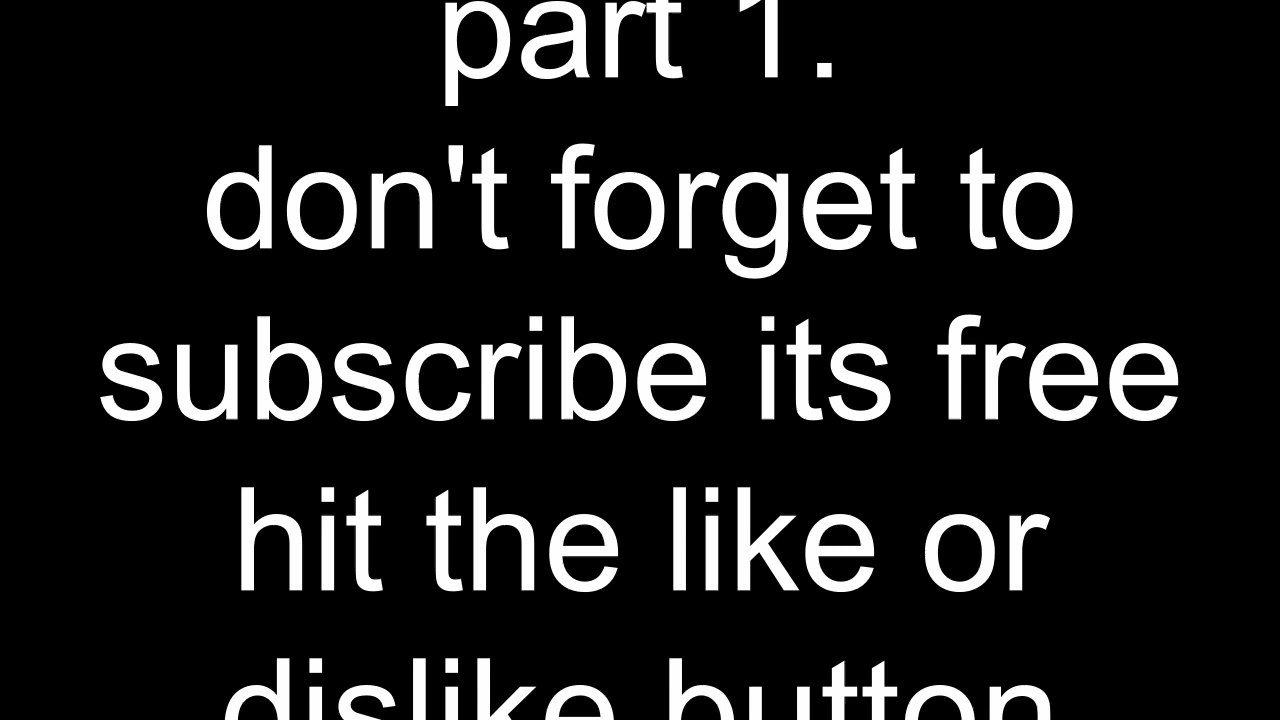 part 1.
don't forget to
subscribe its free
hit the like or
dislike button